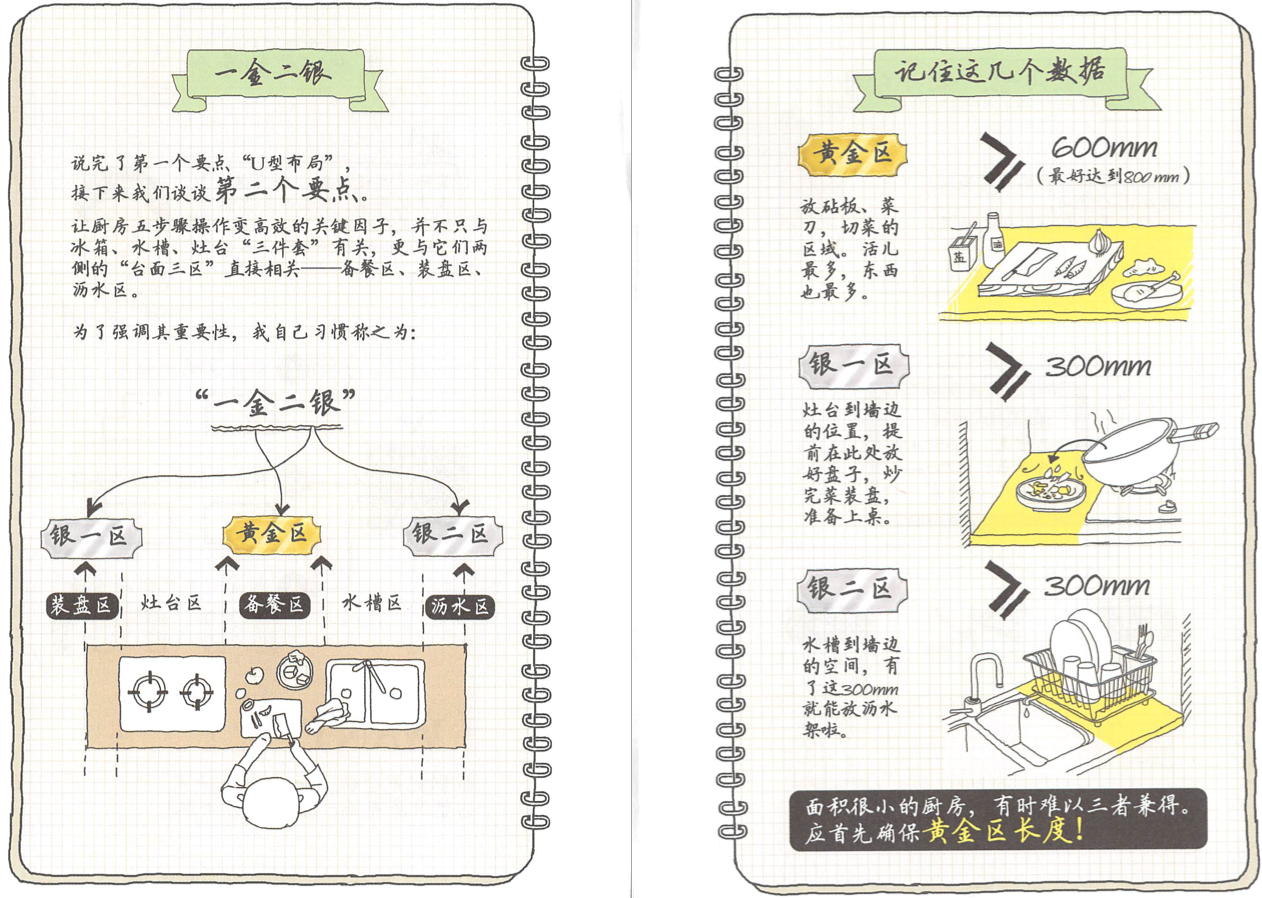 一金二银
说完了第一个要点“U型布局”，
接下来我们谈谈第二个要点。
让厨房五步骤操作变高效的关键因子，并不只与
冰箱、水槽、灶台“三件套”有关，更与它们两
侧的“台面三区”直接相关——备餐区、装盘区、
沥水区。
为了强调其重要性，我自己习惯称之为：
“一金二银”
银一区
黄金区
银二区
装盘区
灶台区
备餐区
水槽区
沥水区
记住这几个数据
黄金区
≥
600mm
（最好达到800mm）
放砧板、菜
刀，切菜的
区域。活儿
最多，东西
也最多。
盐
银一区
≥
300mm
灶台到墙边
的位置，提
前在此处放
好盘子，炒
完菜装盘，
准备上桌。
银二区
≥
300mm
水槽到墙边
的空间，有
了这300mm
就能放沥水
架啦。
面积很小的厨房，有时难以三者兼得。
应首先确保黄金区长度！